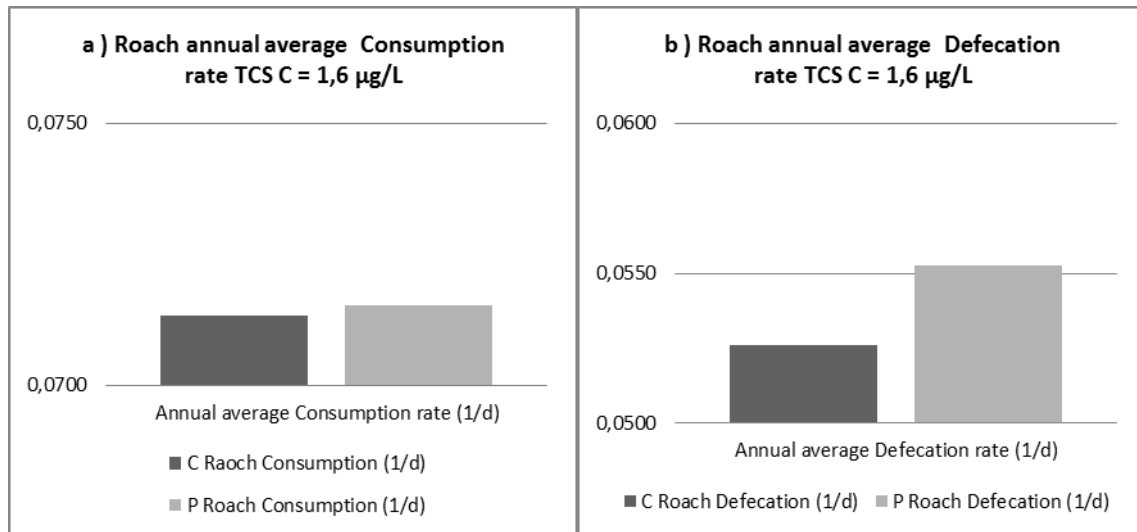 a ) Roach annual average Consumption
rate TCS C = 1,6 µg/L
0,0750
0,0700
Annual average Consumption rate (1/d)
C Raoch Consumption (1/d)
P Roach Consumption (1/d)
b ) Roach annual average Defecation
rate TCS C = 1,6 µg/L
0,0600
0,0550
0,0500
Annual average Defecation rate (1/d)
C Roach Defecation (1/d)
P Roach Defecation (1/d)